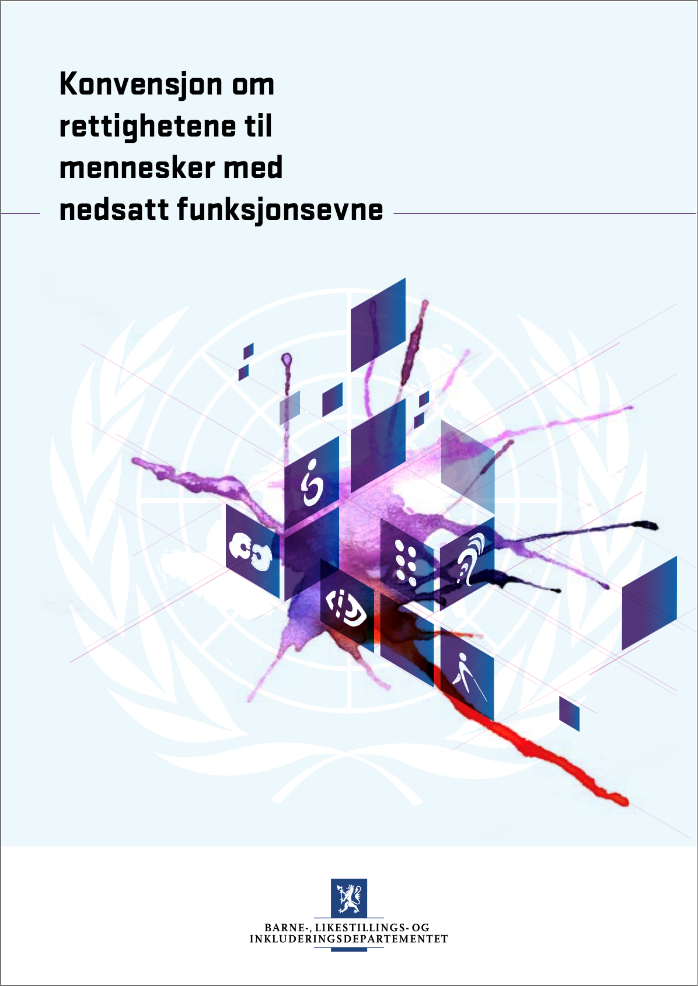 Konvensjon om
rettighetene til
mennesker med
nedsatt funksjonsevne
BARNE-, LIKESTILLINGS- OG
INKLUDERINGSDEPARTEMENTET